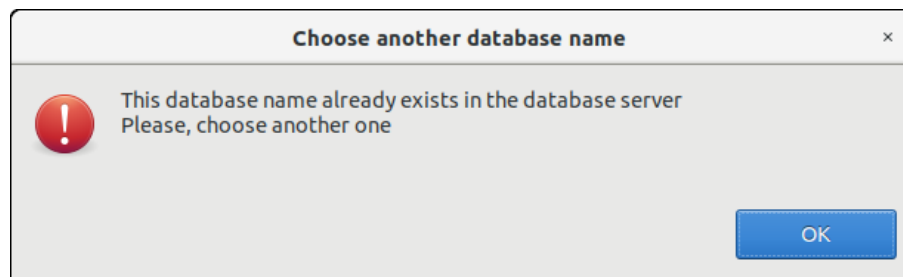 Choose another database name
×
This database name already exists in the database server
Please, choose another one
OK